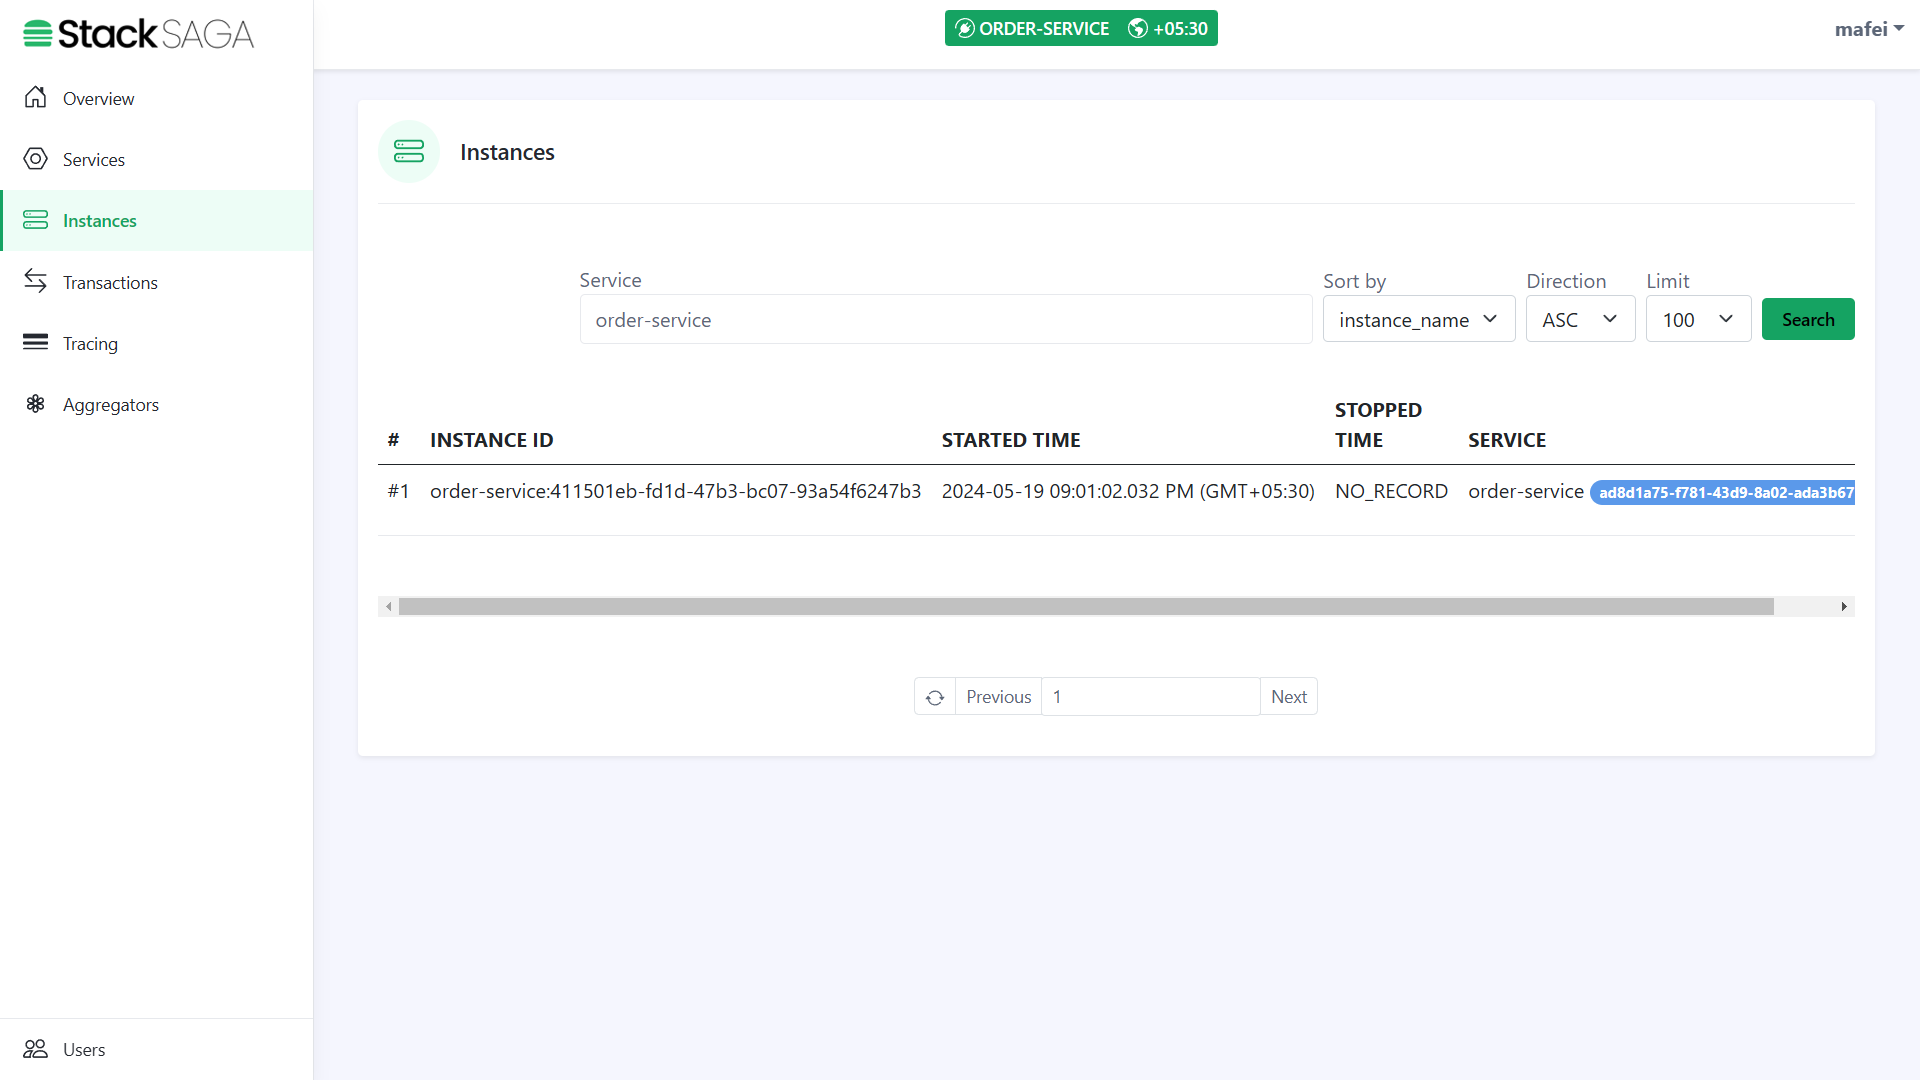 StackSAGA
ORDER-SERVICE +05:30
mafei
Overview
Services
Instances
Transactions
Tracing
Aggregators
Users
Instances
Service
Sort by
Direction
Limit
order-service
instance_name
ASC
100
Search
# INSTANCE ID STARTED TIME STOPPED TIME SERVICE
#1 order-service:411501eb-fd1d-47b3-bc07-93a54f6247b3 2024-05-19 09:01:02.032 PM (GMT+05:30) NO_RECORD order-service ad8d1a75-f781-43d9-8a02-ada3b67
Previous 1 Next